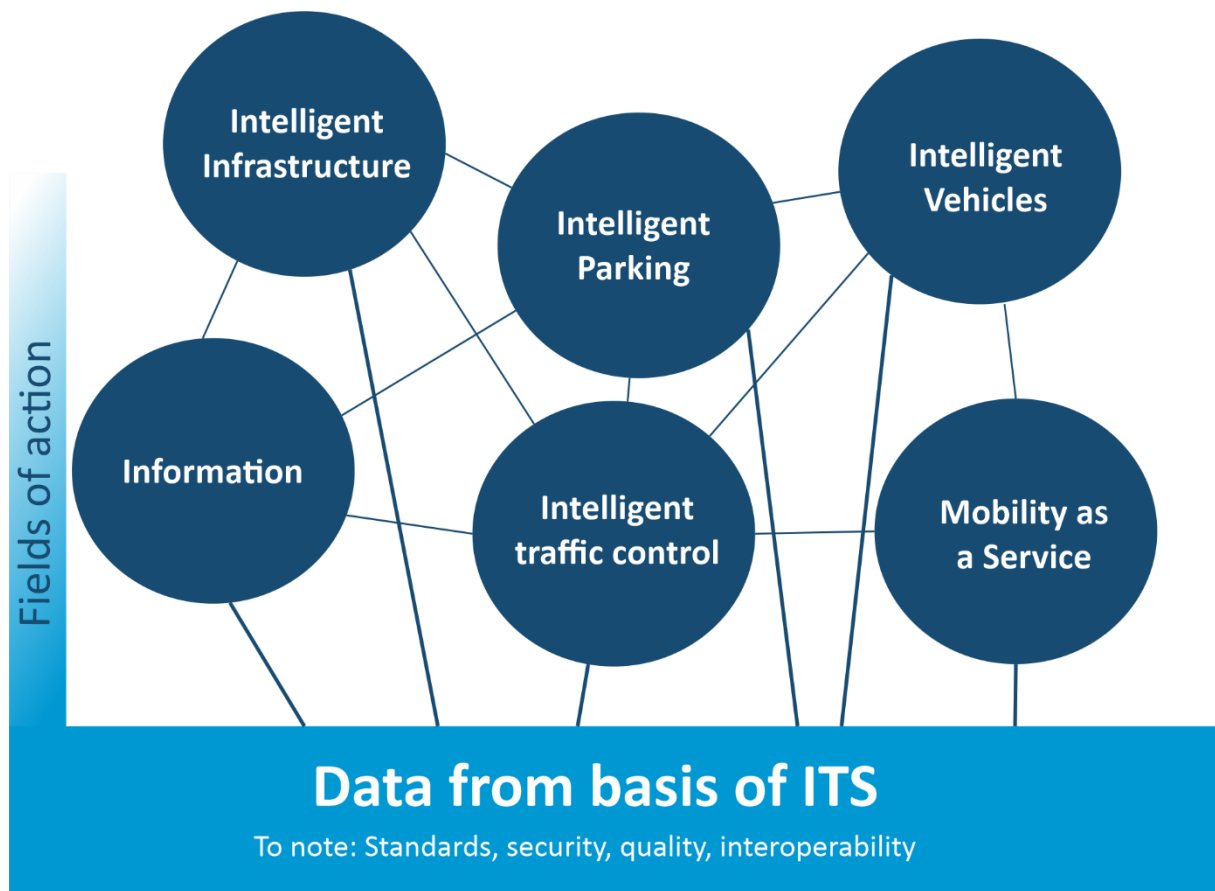 Intelligent
Infrastructure
Intelligent
Parking
Intelligent
Vehicles
Information
Intelligent
traffic control
Mobility as
a Service
Fields of action
Data from basis of ITS
To note: Standards, security, quality, interoperability